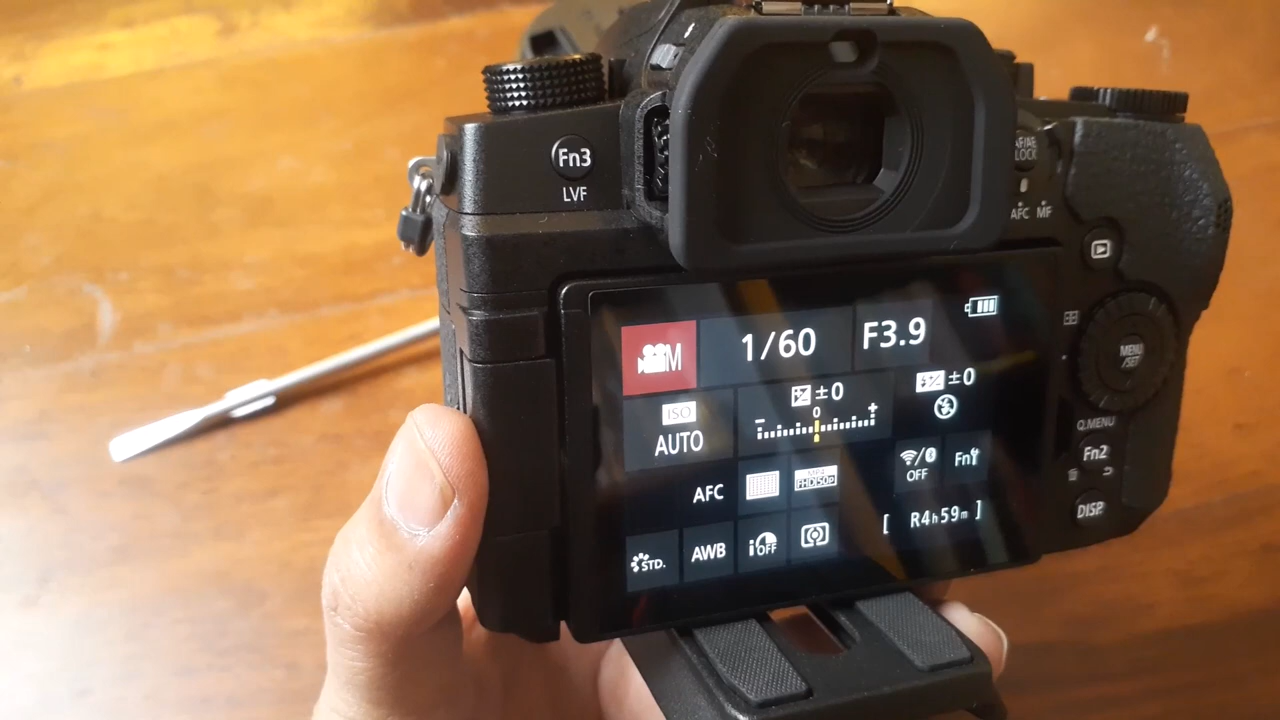 Fn3
LVF
AF/AE
LOCK
AFC MF
M 1/60 F3.9
±0 ±0
ISO
AUTO
0
MENU
/SET
Q.MENU
Fn2
OFF Fn
AFC
MP4
FHD 50p
[ R4h59m ]
DISP.
STD. AWB iOFF